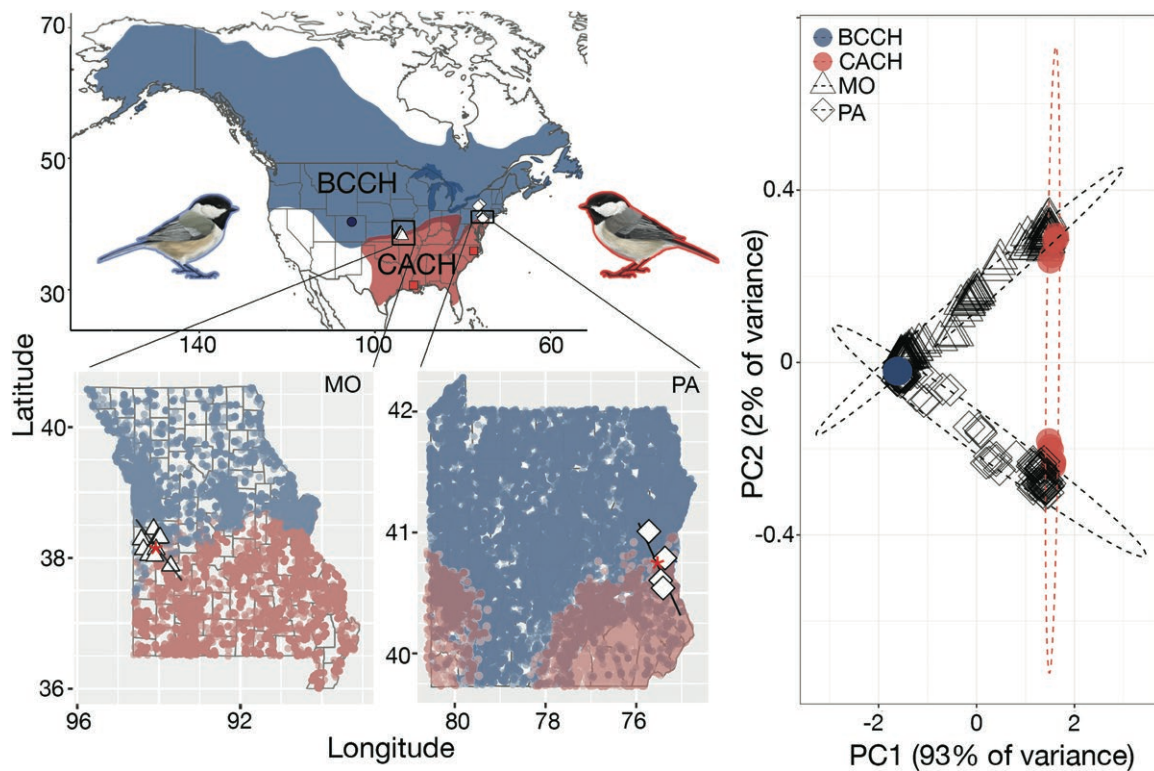 70
50
30
Latitude
BCCH
CACH
140
100
60
MO
40
38
36
96
92
88
PA
42
41
40
80
78
76
Longitude
BCCH
CACH
MO
PA
0.4
0
-0.4
PC2 (2% of variance)
-2
0
2
PC1 (93% of variance)